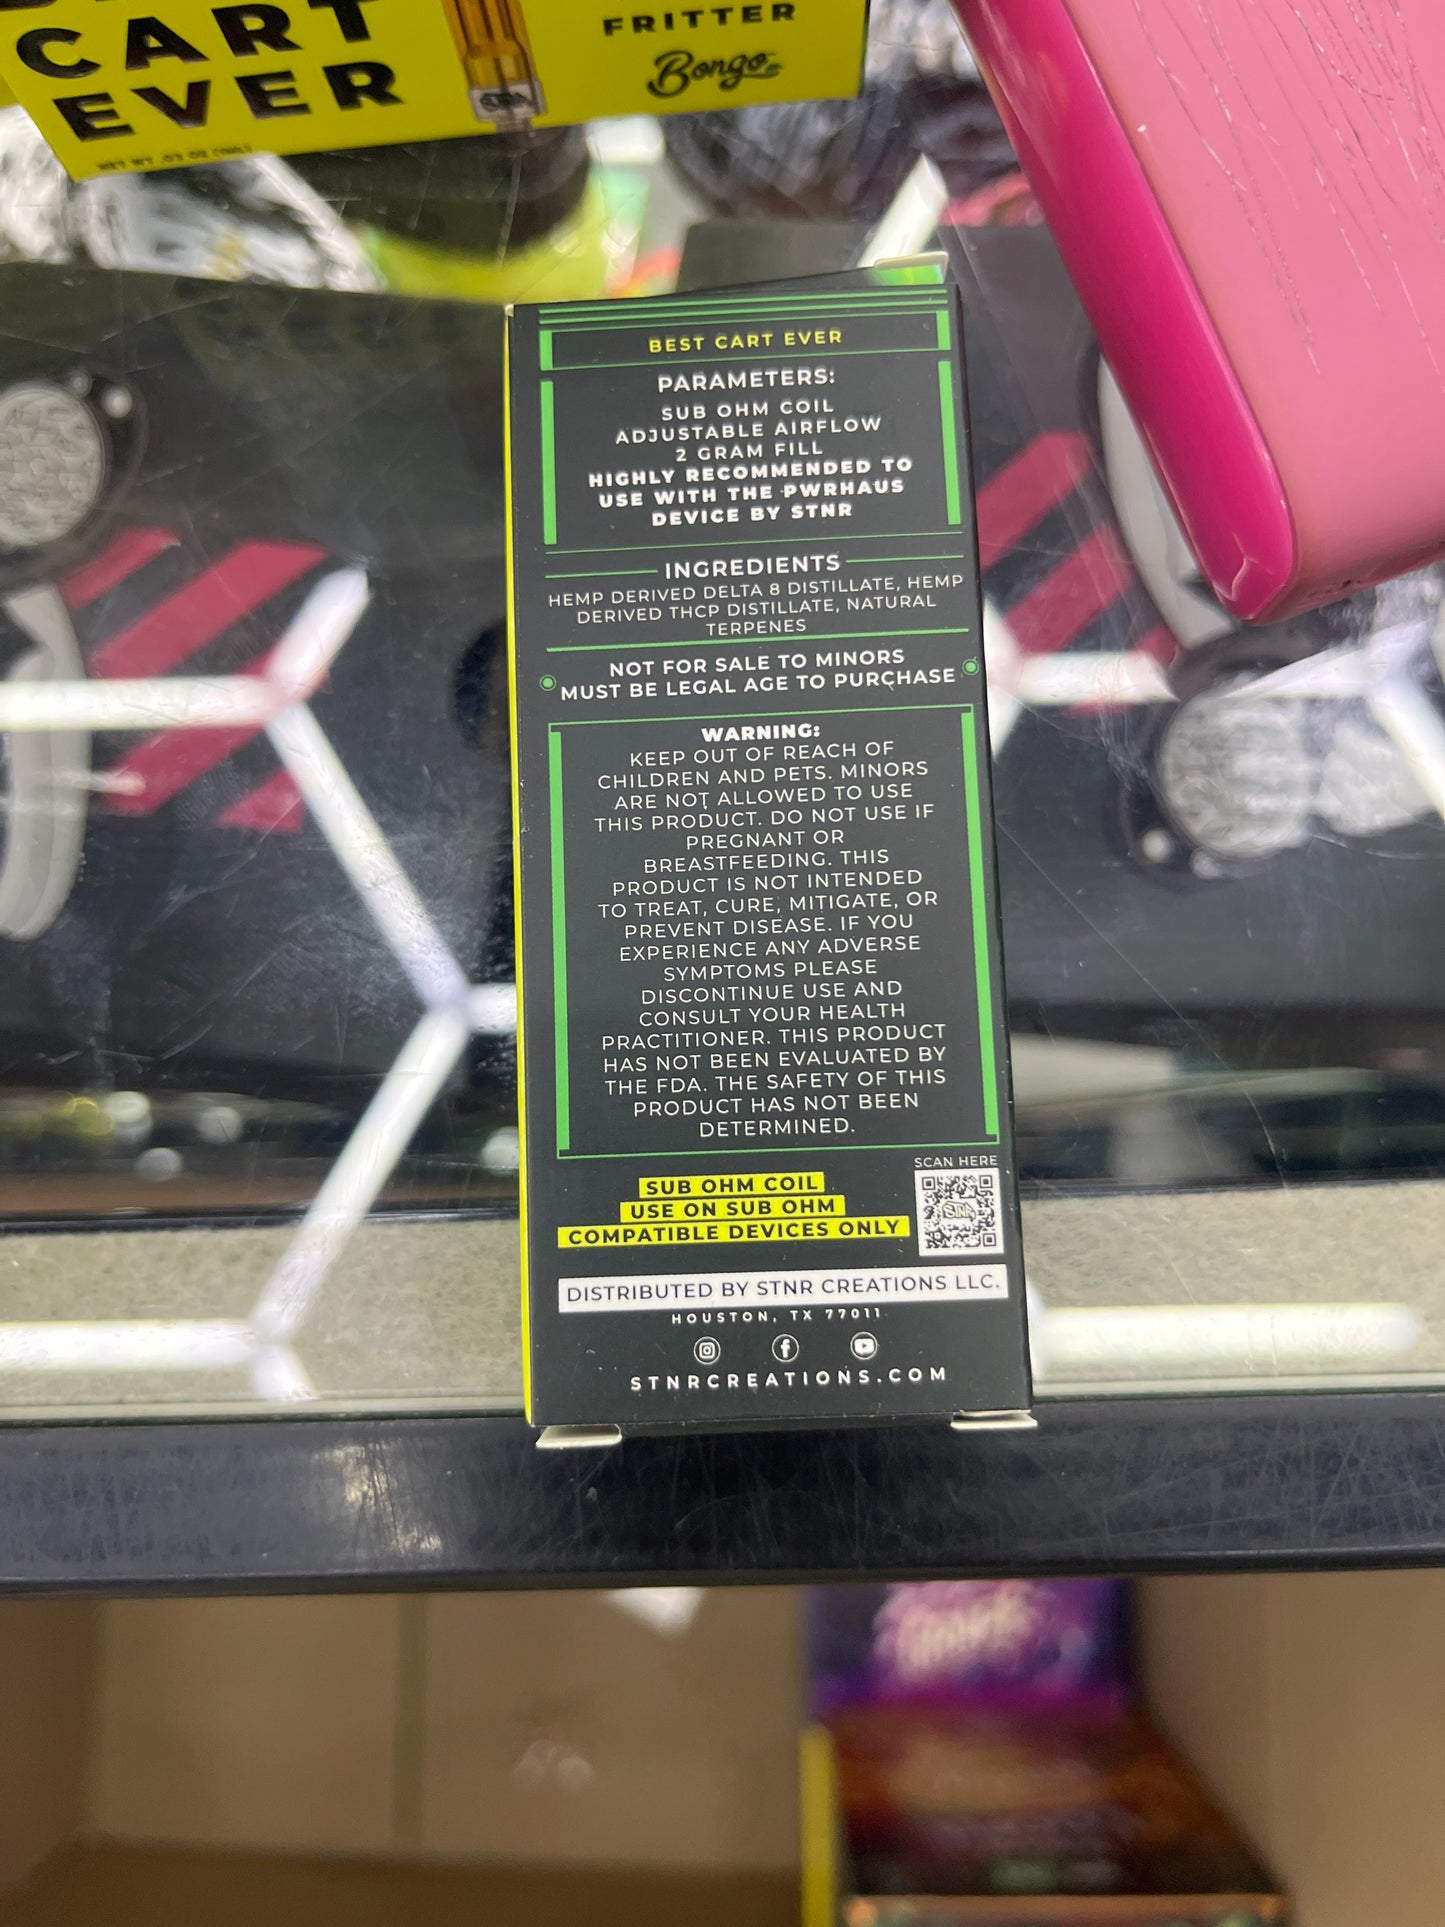 CART
EVER
FRITTER
Bongo
NET WT .03 OZ (1ML)
BEST CART EVER
PARAMETERS:
SUB OHM COIL
ADJUSTABLE AIRFLOW
2 GRAM FILL
HIGHLY RECOMMENDED TO
USE WITH THE PWRHAUS
DEVICE BY STNR
INGREDIENTS
HEMP DERIVED DELTA 8 DISTILLATE, HEMP
DERIVED THCP DISTILLATE, NATURAL
TERPENES
NOT FOR SALE TO MINORS
MUST BE LEGAL AGE TO PURCHASE
WARNING:
KEEP OUT OF REACH OF
CHILDREN AND PETS. MINORS
ARE NOT ALLOWED TO USE
THIS PRODUCT. DO NOT USE IF
PREGNANT OR
BREASTFEEDING. THIS
PRODUCT IS NOT INTENDED
TO TREAT, CURE, MITIGATE, OR
PREVENT DISEASE. IF YOU
EXPERIENCE ANY ADVERSE
SYMPTOMS PLEASE
DISCONTINUE USE AND
CONSULT YOUR HEALTH
PRACTITIONER. THIS PRODUCT
HAS NOT BEEN EVALUATED BY
THE FDA. THE SAFETY OF THIS
PRODUCT HAS NOT BEEN
DETERMINED.
SCAN HERE
STNR
SUB OHM COIL
USE ON SUB OHM
COMPATIBLE DEVICES ONLY
DISTRIBUTED BY STNR CREATIONS LLC.
HOUSTON, TX 77011
STNRCREATIONS.COM